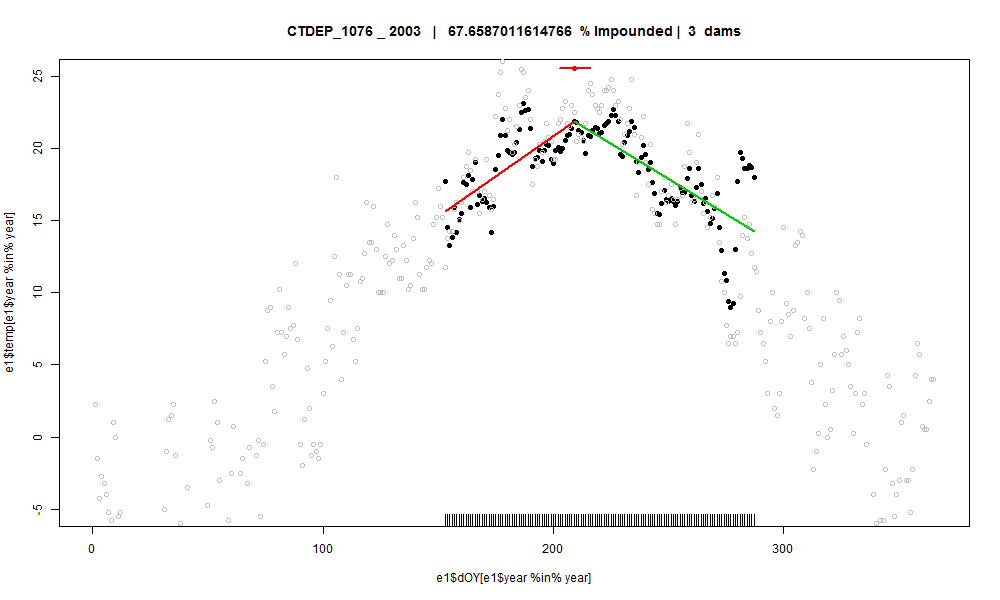 CTDEP_1076 _ 2003 | 67.6587011614766 % Impounded | 3 dams
e1$temp[e1$year %in% year]
25
20
15
10
5
0
-5
0 100 200 300
e1$dOY[e1$year %in% year]